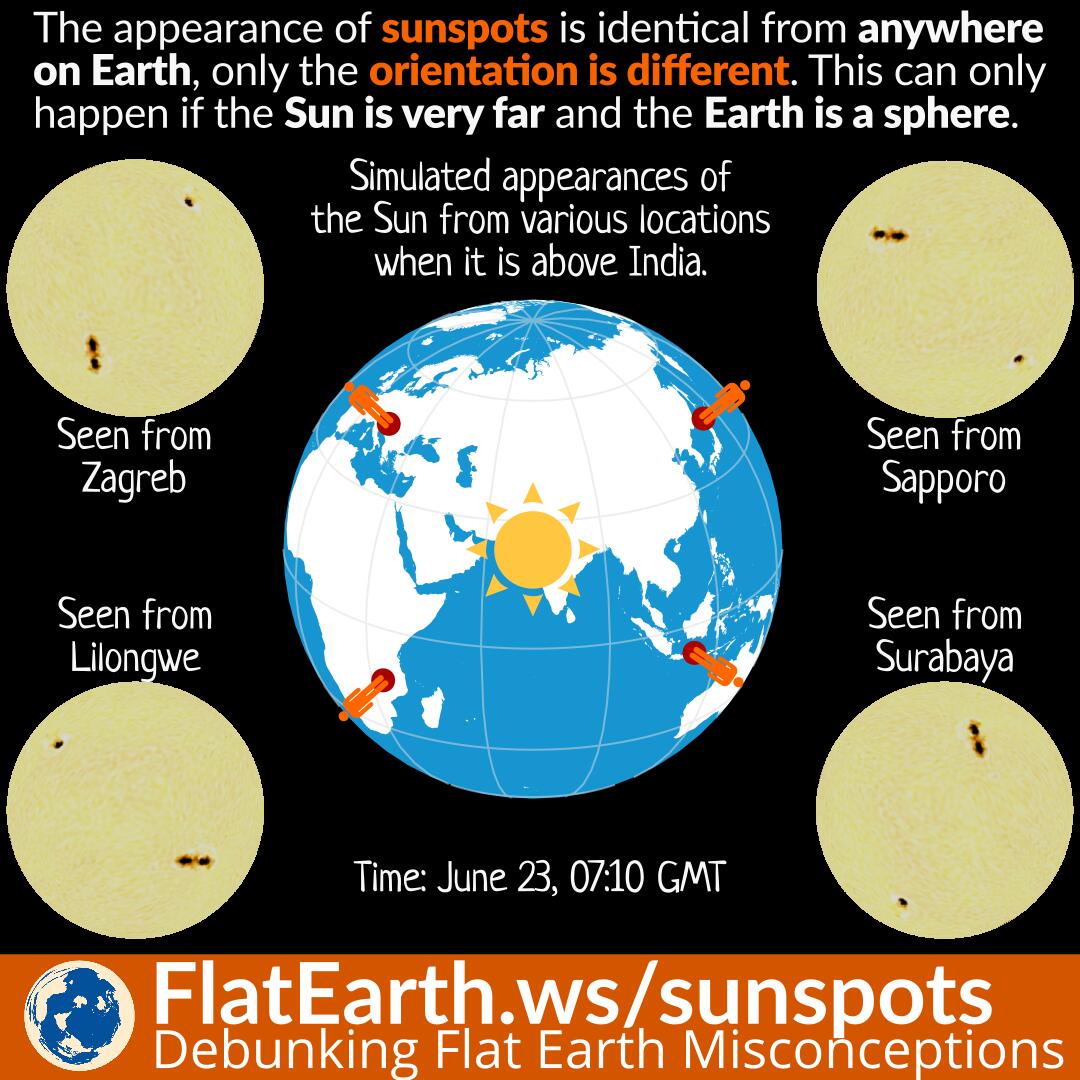 The appearance of sunspots is identical from anywhere
on Earth, only the orientation is different. This can only
happen if the Sun is very far and the Earth is a sphere.
Simulated appearances of
the Sun from various locations
when it is above India.
Seen from
Zagreb
Seen from
Sapporo
Seen from
Lilongwe
Seen from
Surabaya
Time: June 23, 07:10 GMT
FlatEarth.ws/sunspots
Debunking Flat Earth Misconceptions